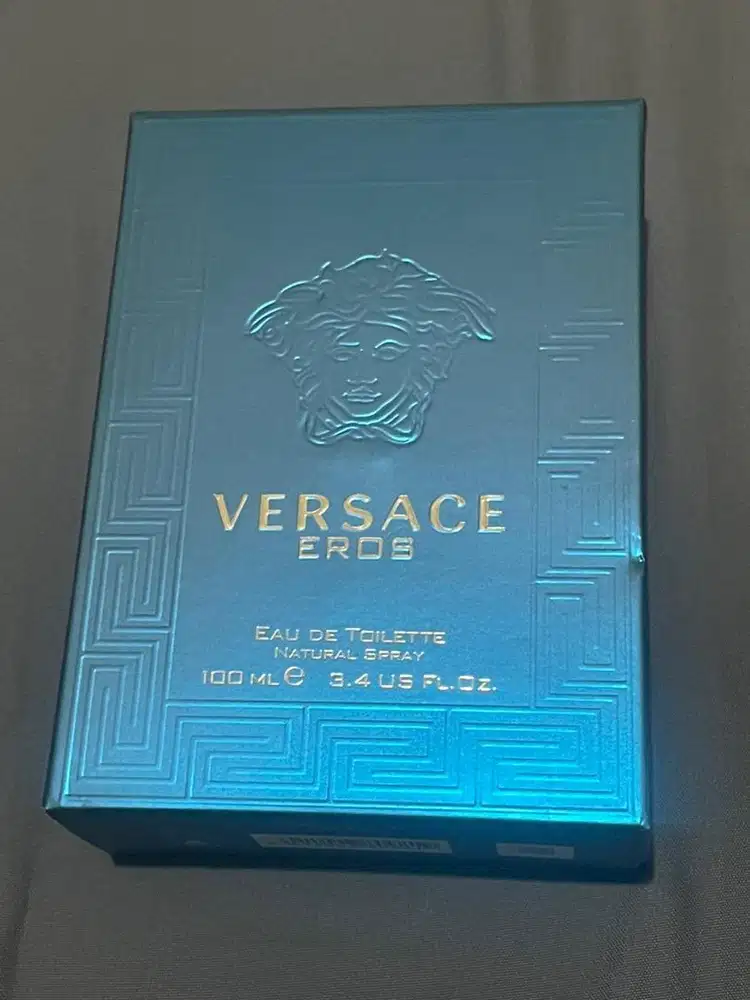 VERSACE
EROS
EAU DE TOILETTE
NATURAL SPRAY
100 ML ℮ 3.4 US FL.OZ.